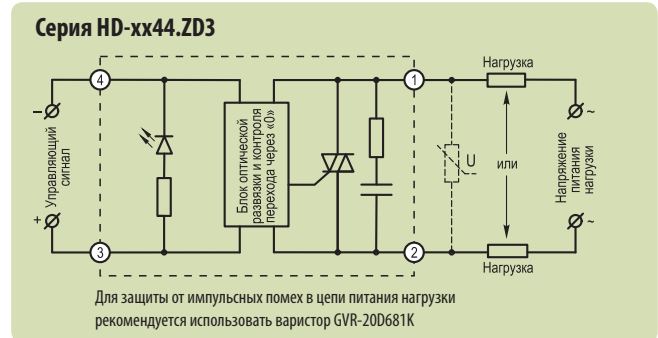 Серия HD-xx44.ZD3
4
1
Нагрузка
–
~
Управляющий
сигнал
Блок оптической
развязки и контроля
перехода через «0»
U
или
Напряжение
питания
нагрузки
+
~
3
2
Нагрузка
Для защиты от импульсных помех в цепи питания нагрузки
рекомендуется использовать варистор GVR-20D681K